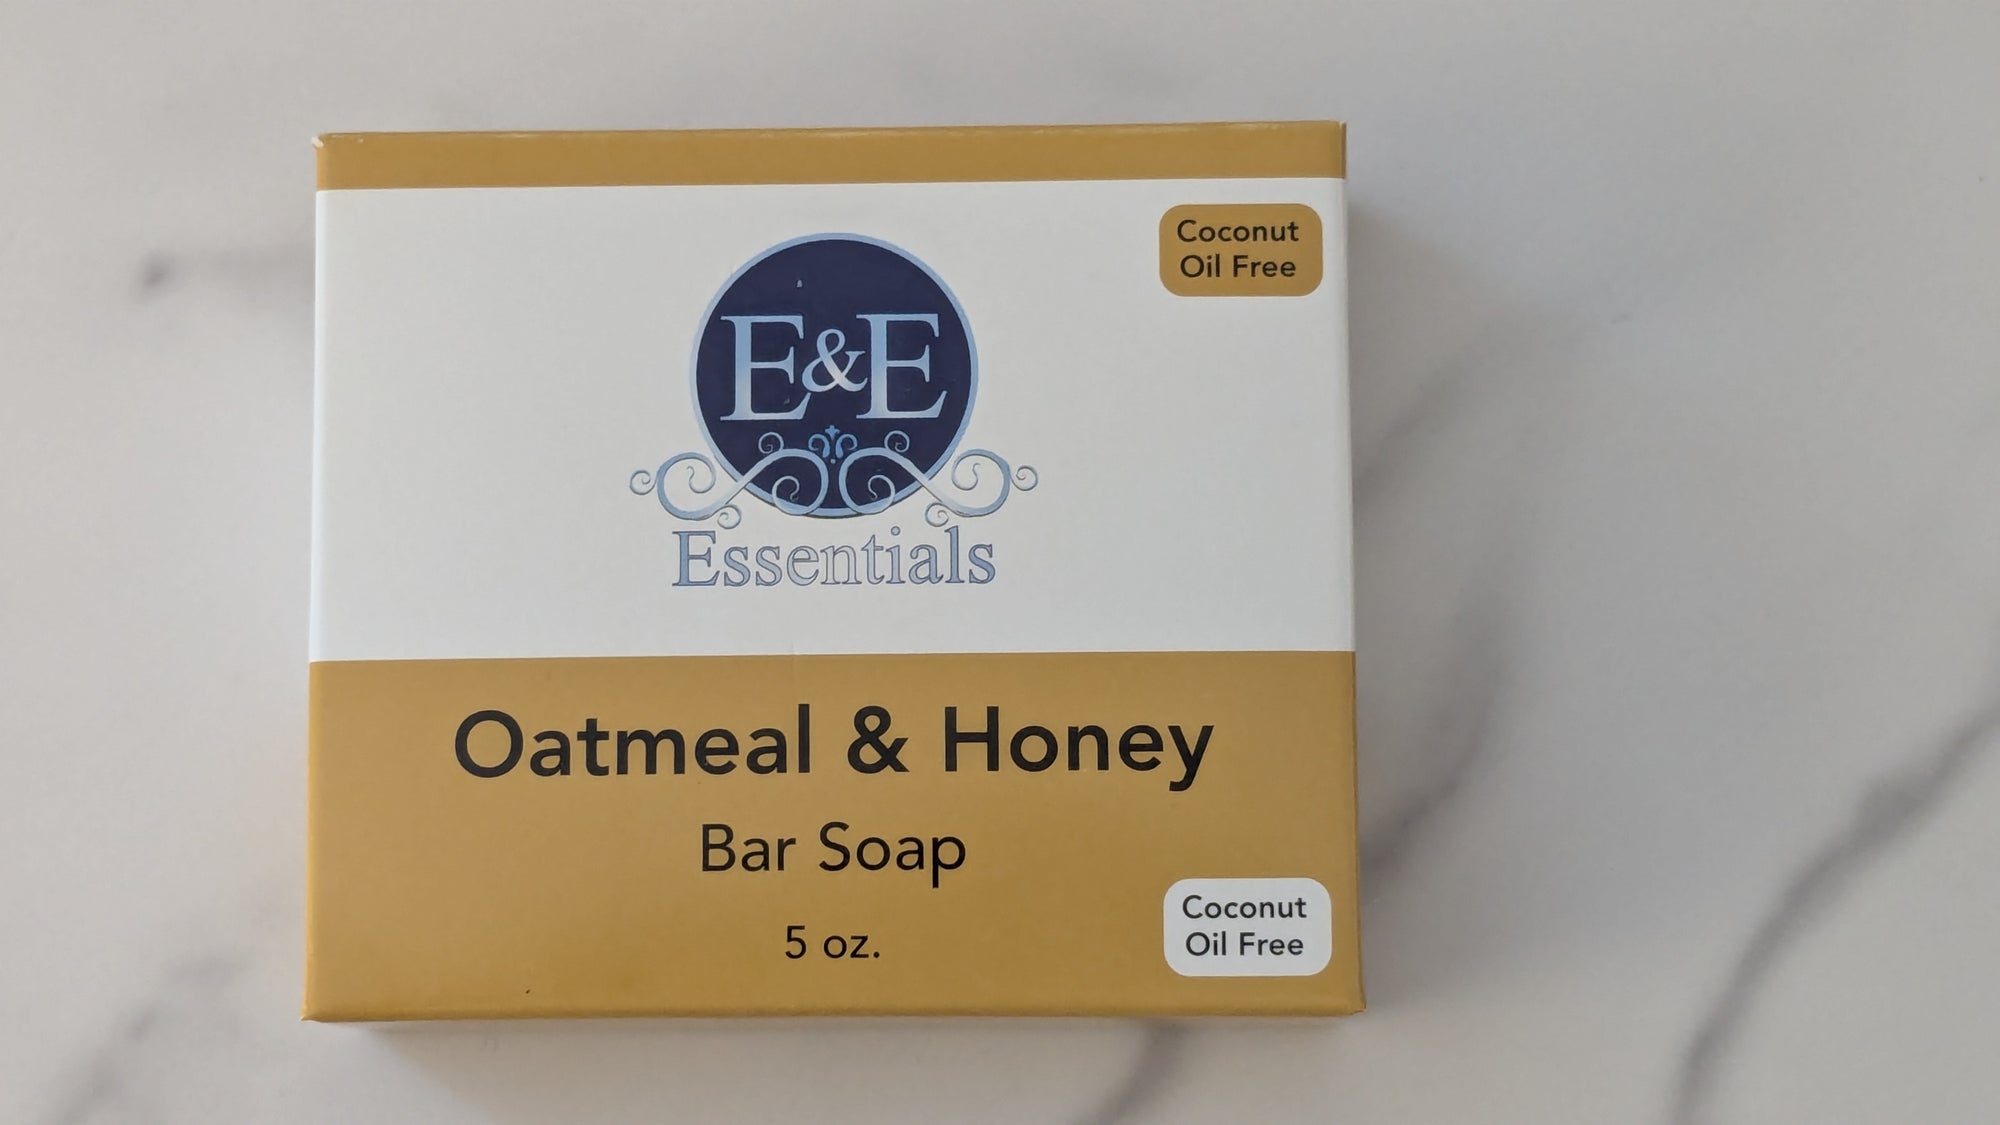 Coconut
Oil Free
E&E
Essentials
Oatmeal & Honey
Bar Soap
5 oz.
Coconut
Oil Free